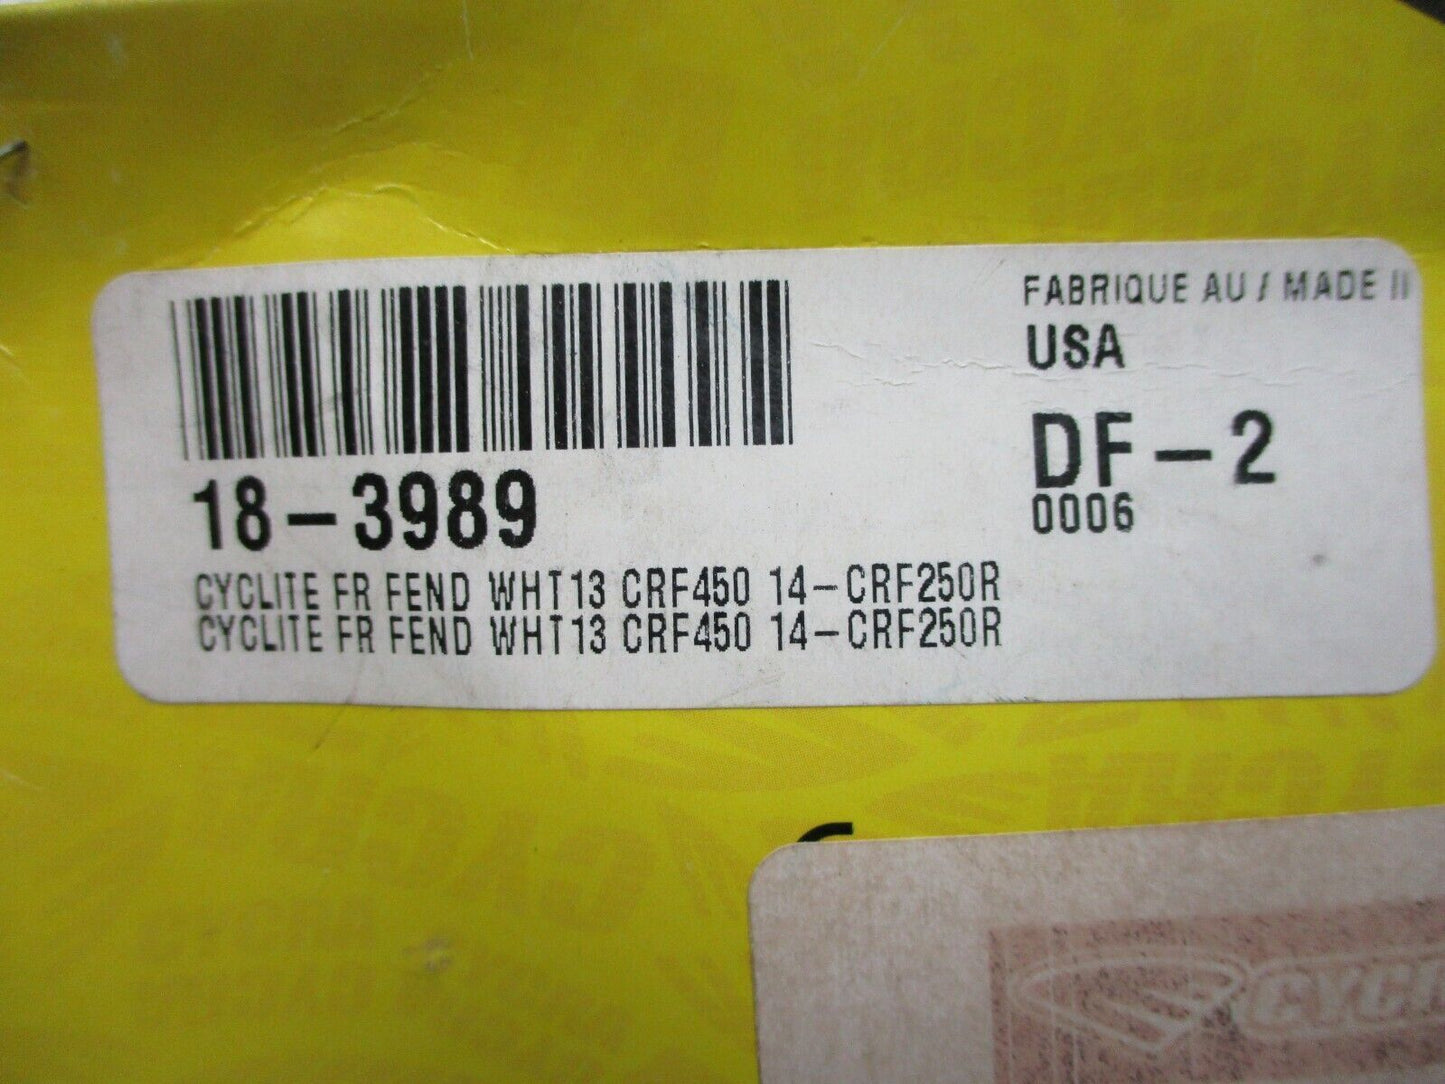 FABRIQUE AU / MADE
USA
DF-2
0006
18-3989
CYCLITE FR FEND WHT13 CRF450 14-CRF250R
CYCLITE FR FEND WHT13 CRF450 14-CRF250R